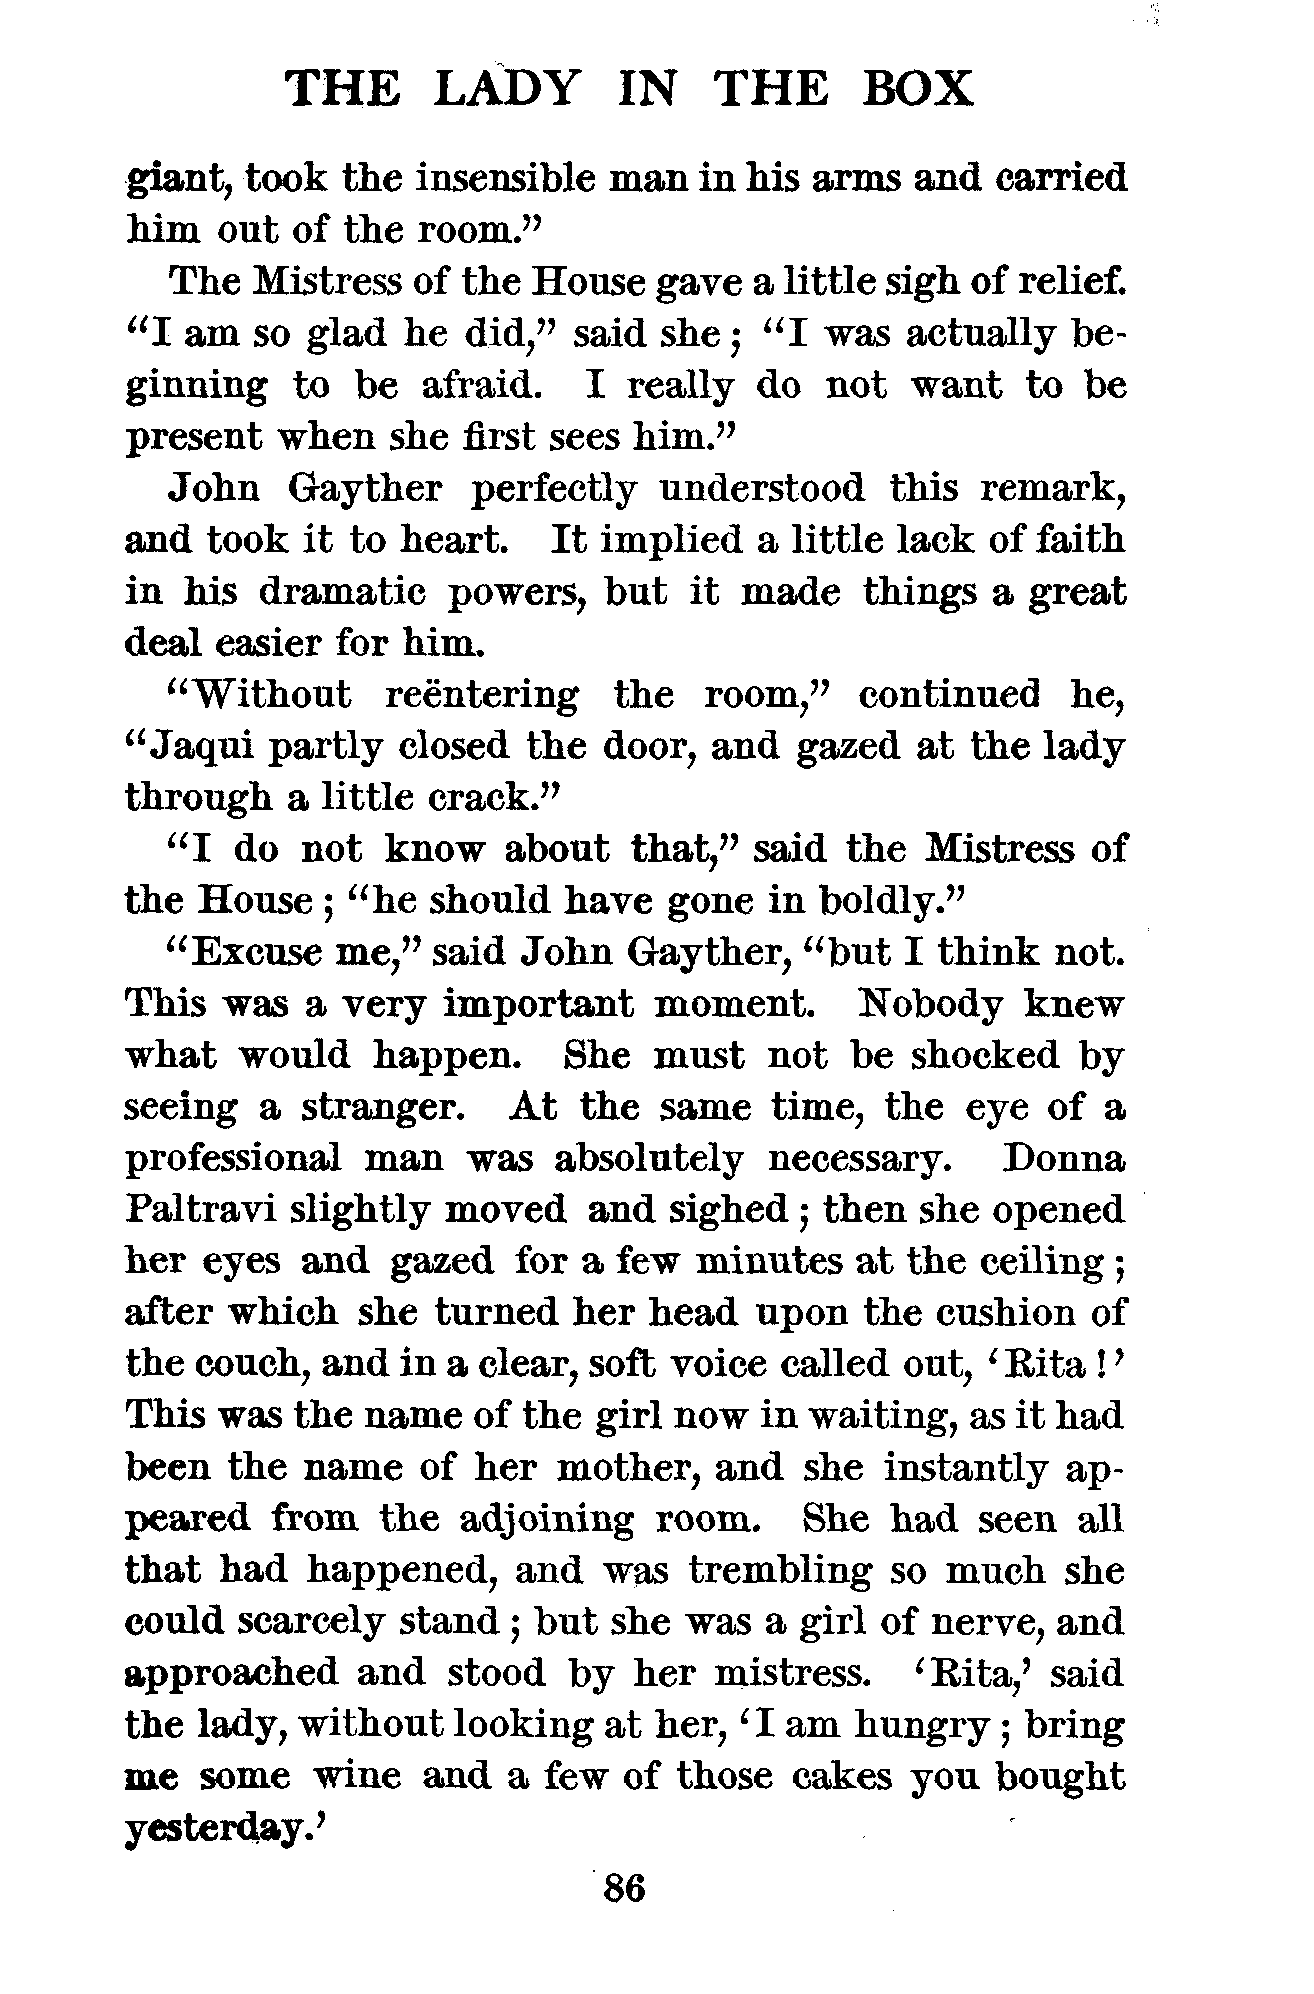 THE LADY IN THE BOX
giant, took the insensible man in his arms and carried
him out of the room.”
The Mistress of the House gave a little sigh of relief.
“I am so glad he did,” said she; “I was actually be-
ginning to be afraid. I really do not want to be
present when she first sees him.”
John Gayther perfectly understood this remark,
and took it to heart. It implied a little lack of faith
in his dramatic powers, but it made things a great
deal easier for him.
“Without reëntering the room,” continued he,
“Jaqui partly closed the door, and gazed at the lady
through a little crack.”
“I do not know about that,” said the Mistress of
the House; “he should have gone in boldly.”
“Excuse me,” said John Gayther, “but I think not.
This was a very important moment. Nobody knew
what would happen. She must not be shocked by
seeing a stranger. At the same time, the eye of a
professional man was absolutely necessary. Donna
Paltravi slightly moved and sighed; then she opened
her eyes and gazed for a few minutes at the ceiling;
after which she turned her head upon the cushion of
the couch, and in a clear, soft voice called out, ‘Rita!’
This was the name of the girl now in waiting, as it had
been the name of her mother, and she instantly ap-
peared from the adjoining room. She had seen all
that had happened, and was trembling so much she
could scarcely stand; but she was a girl of nerve, and
approached and stood by her mistress. ‘Rita,’ said
the lady, without looking at her, ‘I am hungry; bring
me some wine and a few of those cakes you bought
yesterday.’
86